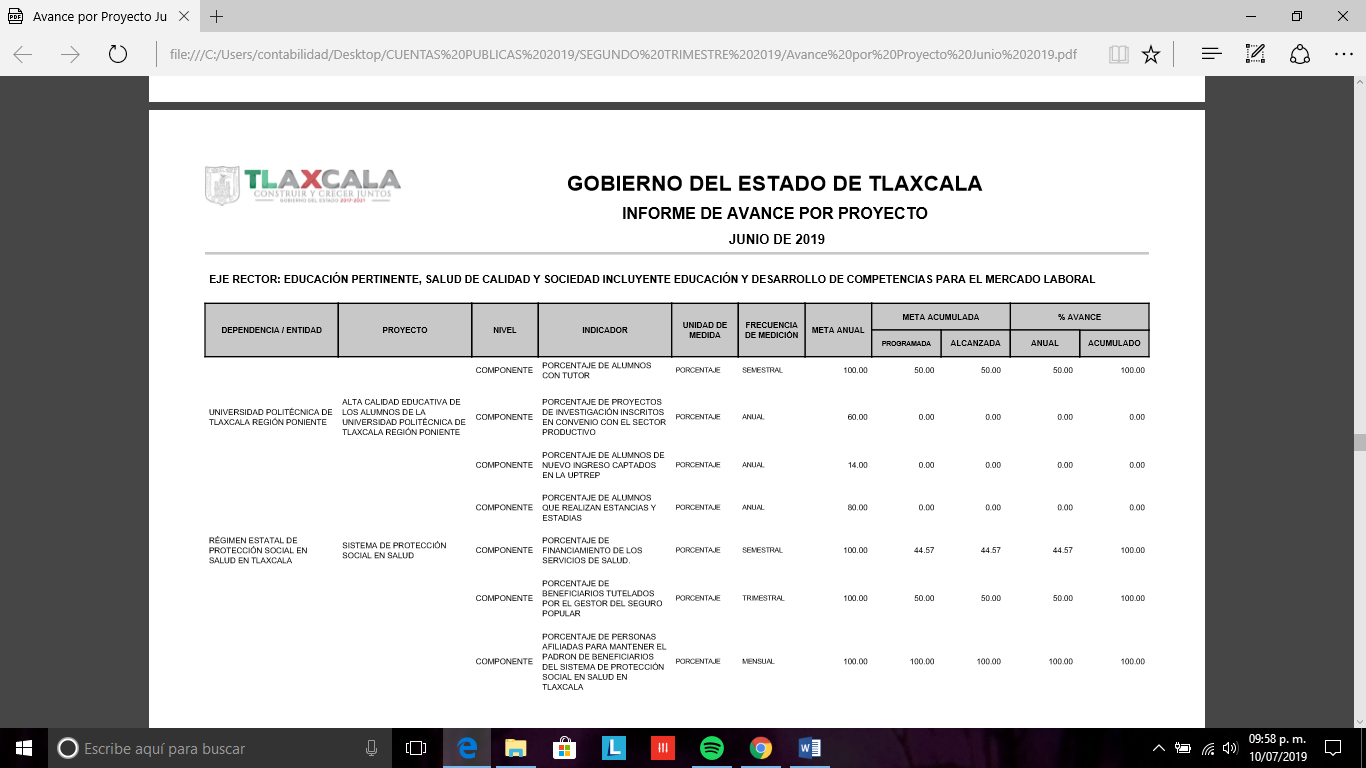 Avance por Proyecto Ju
file:///C:/Users/contabilidad/Desktop/CUENTAS%20PUBLICAS%202019/SEGUNDO%20TRIMESTRE%202019/Avance%20por%20Proyecto%20Junio%202019.pdf
TLAXCALA
CONSTRUIR Y CRECER JUNTOS
GOBIERNO DEL ESTADO 2017-2021
GOBIERNO DEL ESTADO DE TLAXCALA
INFORME DE AVANCE POR PROYECTO
JUNIO DE 2019
EJE RECTOR: EDUCACIÓN PERTINENTE, SALUD DE CALIDAD Y SOCIEDAD INCLUYENTE EDUCACIÓN Y DESARROLLO DE COMPETENCIAS PARA EL MERCADO LABORAL
DEPENDENCIA / ENTIDAD
PROYECTO
NIVEL
INDICADOR
UNIDAD DE
MEDIDA
FRECUENCIA
DE MEDICIÓN
META ANUAL
META ACUMULADA
PROGRAMADA
ALCANZADA
% AVANCE
ANUAL
ACUMULADO
COMPONENTE
PORCENTAJE DE ALUMNOS
CON TUTOR
PORCENTAJE
SEMESTRAL
100.00 50.00 50.00 50.00 100.00
UNIVERSIDAD POLITÉCNICA DE
TLAXCALA REGIÓN PONIENTE
ALTA CALIDAD EDUCATIVA DE
LOS ALUMNOS DE LA
UNIVERSIDAD POLITÉCNICA DE
TLAXCALA REGIÓN PONIENTE
COMPONENTE
PORCENTAJE DE PROYECTOS
DE INVESTIGACIÓN INSCRITOS
EN CONVENIO CON EL SECTOR
PRODUCTIVO
PORCENTAJE
ANUAL
60.00 0.00 0.00 0.00 0.00
COMPONENTE
PORCENTAJE DE ALUMNOS DE
NUEVO INGRESO CAPTADOS
EN LA UPTREP
PORCENTAJE
ANUAL
14.00 0.00 0.00 0.00 0.00
COMPONENTE
PORCENTAJE DE ALUMNOS
QUE REALIZAN ESTANCIAS Y
ESTADIAS
PORCENTAJE
ANUAL
80.00 0.00 0.00 0.00 0.00
RÉGIMEN ESTATAL DE
PROTECCIÓN SOCIAL EN
SALUD EN TLAXCALA
SISTEMA DE PROTECCIÓN
SOCIAL EN SALUD
COMPONENTE
PORCENTAJE DE
FINANCIAMIENTO DE LOS
SERVICIOS DE SALUD.
PORCENTAJE
SEMESTRAL
100.00 44.57 44.57 44.57 100.00
COMPONENTE
PORCENTAJE DE
BENEFICIARIOS TUTELADOS
POR EL GESTOR DEL SEGURO
POPULAR
PORCENTAJE
TRIMESTRAL
100.00 50.00 50.00 50.00 100.00
COMPONENTE
PORCENTAJE DE PERSONAS
AFILIADAS PARA MANTENER EL
PADRON DE BENEFICIARIOS
DEL SISTEMA DE PROTECCIÓN
SOCIAL EN SALUD EN
TLAXCALA
PORCENTAJE
MENSUAL
100.00 100.00 100.00 100.00 100.00
Escribe aquí para buscar
09:58 p. m.
10/07/2019